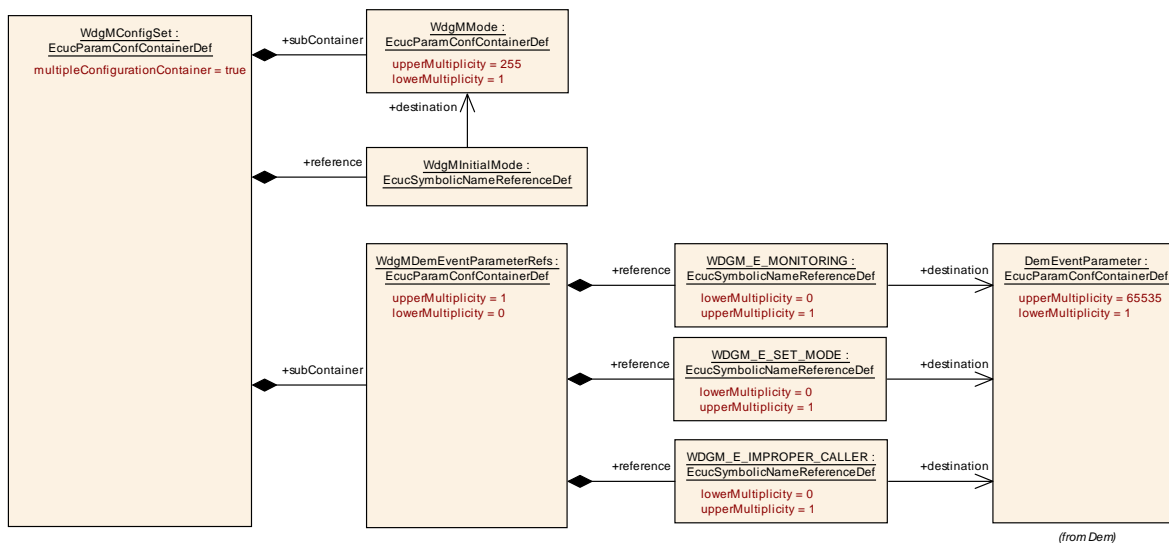 WdgMConfigSet :
EcucParamConfContainerDef
multipleConfigurationContainer = true
+subContainer
WdgMMode :
EcucParamConfContainerDef
upperMultiplicity = 255
lowerMultiplicity = 1
+destination
+reference
WdgMInitialMode :
EcucSymbolicNameReferenceDef
+subContainer
WdgMDemEventParameterRefs :
EcucParamConfContainerDef
upperMultiplicity = 1
lowerMultiplicity = 0
+reference
WDGM_E_MONITORING :
EcucSymbolicNameReferenceDef
lowerMultiplicity = 0
upperMultiplicity = 1
+destination
DemEventParameter :
EcucParamConfContainerDef
upperMultiplicity = 65535
lowerMultiplicity = 1
+reference
WDGM_E_SET_MODE :
EcucSymbolicNameReferenceDef
lowerMultiplicity = 0
upperMultiplicity = 1
+destination
+reference
WDGM_E_IMPROPER_CALLER :
EcucSymbolicNameReferenceDef
lowerMultiplicity = 0
upperMultiplicity = 1
+destination
(from Dem)